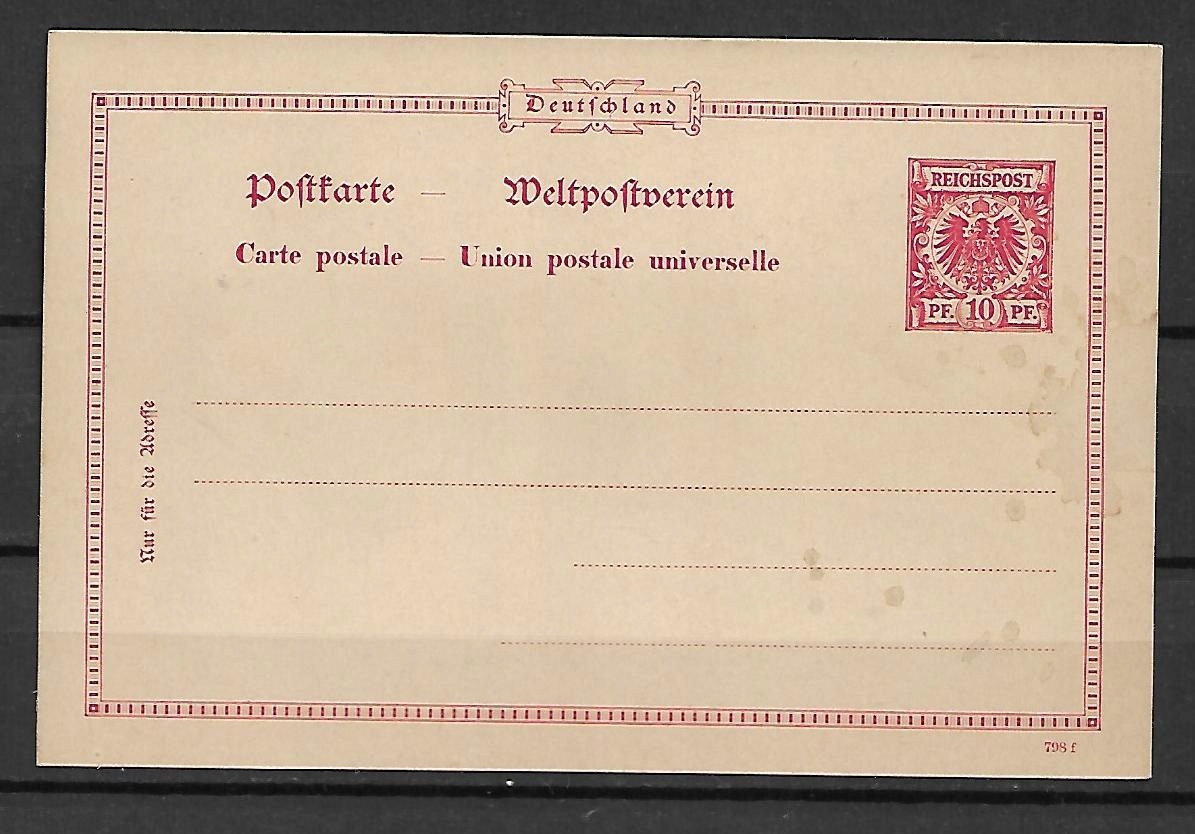 Deutſchland
Poſtkarte — Weltpoſtverein
Carte postale — Union postale universelle
REICHSPOST
PF. 10 PF.
Nur für die Adreſſe
798 f